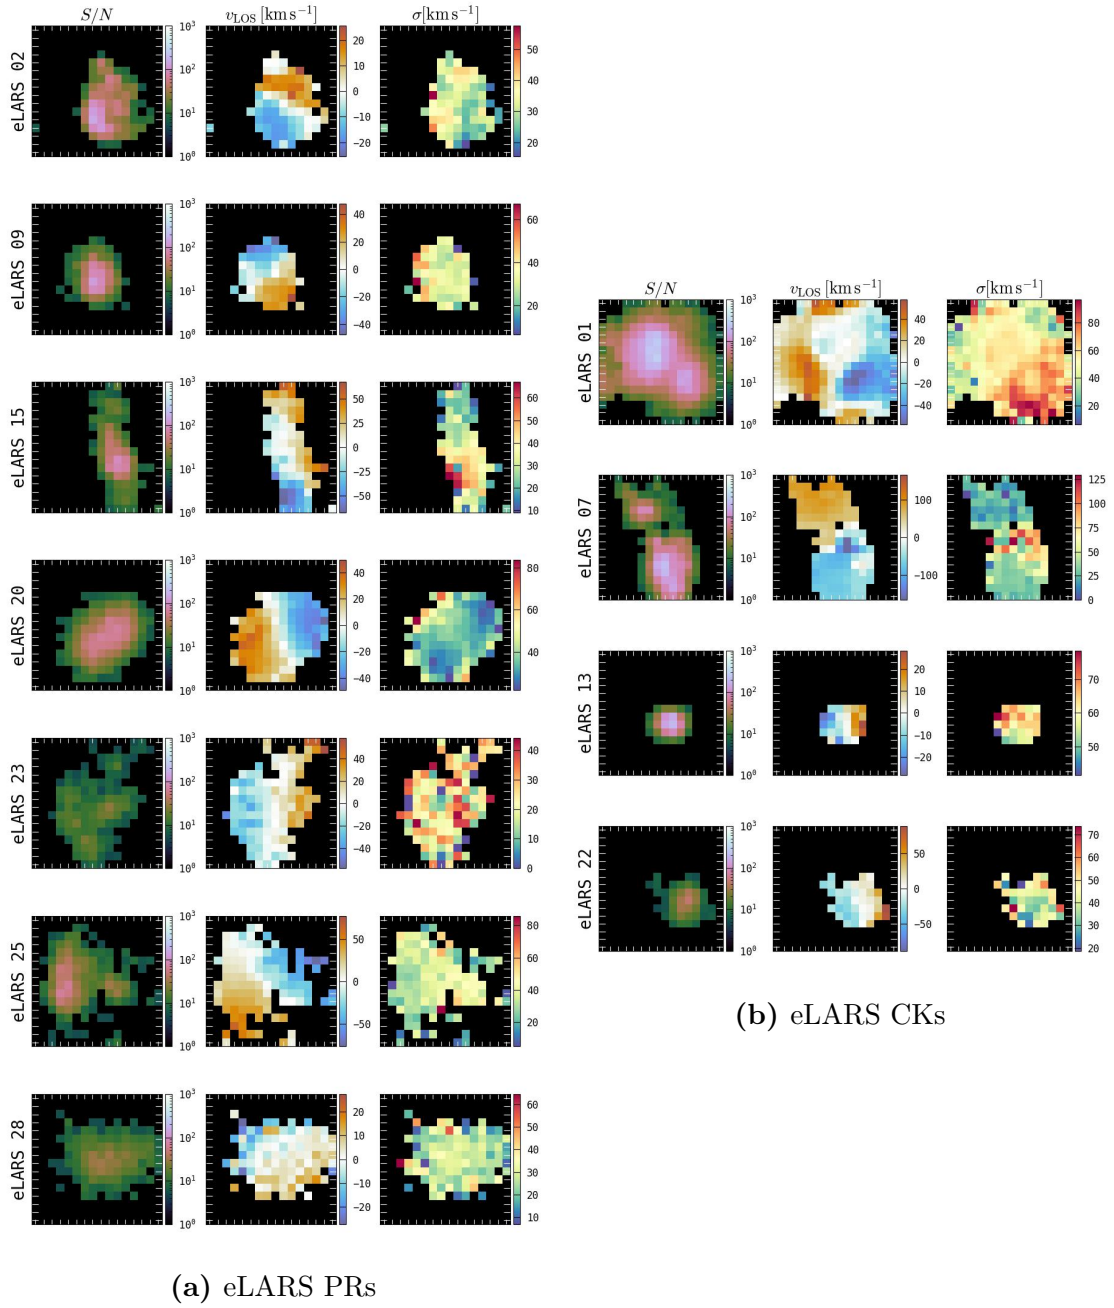 S/N v_LOS [km s⁻¹] σ[km s⁻¹]
eLARS 02
10³ 10² 10¹ 10⁰
20 10 0 −10 −20
50 40 30 20
eLARS 09
10³ 10² 10¹ 10⁰
40 20 0 −20 −40
60 40 20
eLARS 15
10³ 10² 10¹ 10⁰
50 25 0 −25 −50
60 50 40 30 20 10
eLARS 20
10³ 10² 10¹ 10⁰
40 20 0 −20 −40
80 60 40
eLARS 23
10³ 10² 10¹ 10⁰
40 20 0 −20 −40
40 30 20 10 0
eLARS 25
10³ 10² 10¹ 10⁰
50 0 −50
80 60 40 20
eLARS 28
10³ 10² 10¹ 10⁰
20 10 0 −10 −20
60 50 40 30 20 10
(a) eLARS PRs
S/N v_LOS [km s⁻¹] σ[km s⁻¹]
eLARS 01
10³ 10² 10¹ 10⁰
40 20 0 −20 −40
80 60 40 20
eLARS 07
10³ 10² 10¹ 10⁰
100 0 −100
125 100 75 50 25 0
eLARS 13
10³ 10² 10¹ 10⁰
20 10 0 −10 −20
70 60 50
eLARS 22
10³ 10² 10¹ 10⁰
50 0 −50
70 60 50 40 30 20
(b) eLARS CKs